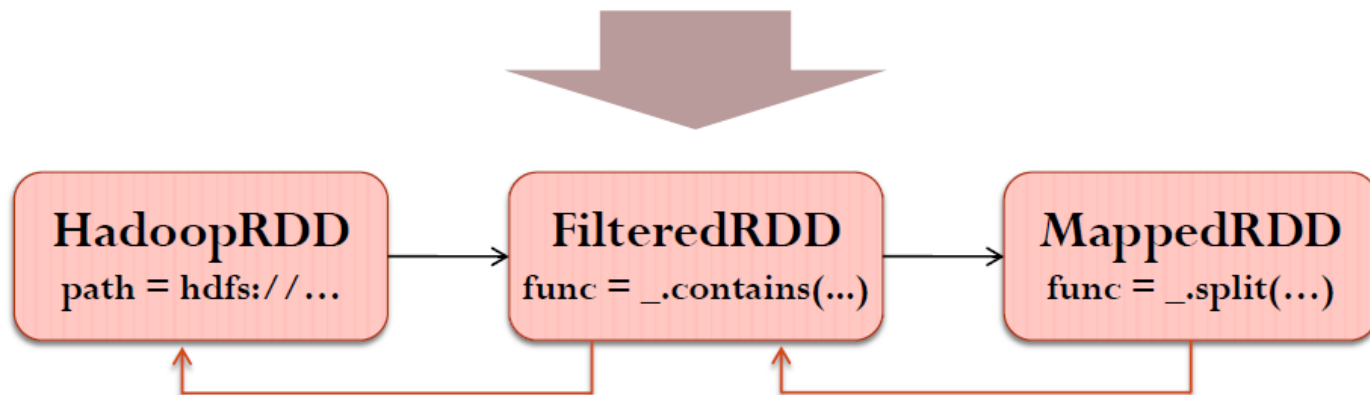 HadoopRDD
path = hdfs://…
FilteredRDD
func = _.contains(...)
MappedRDD
func = _.split(…)